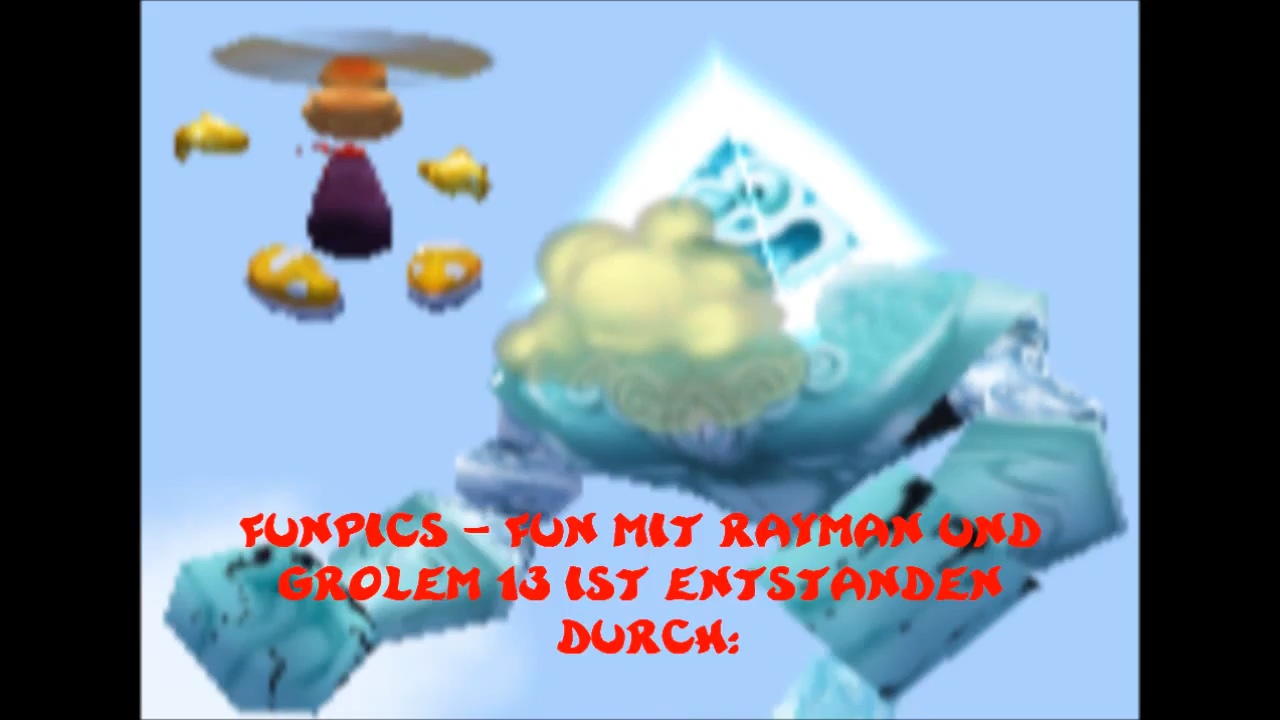 FUNPICS - FUN MIT RAYMAN UND
GROLEM 13 IST ENTSTANDEN
DURCH: